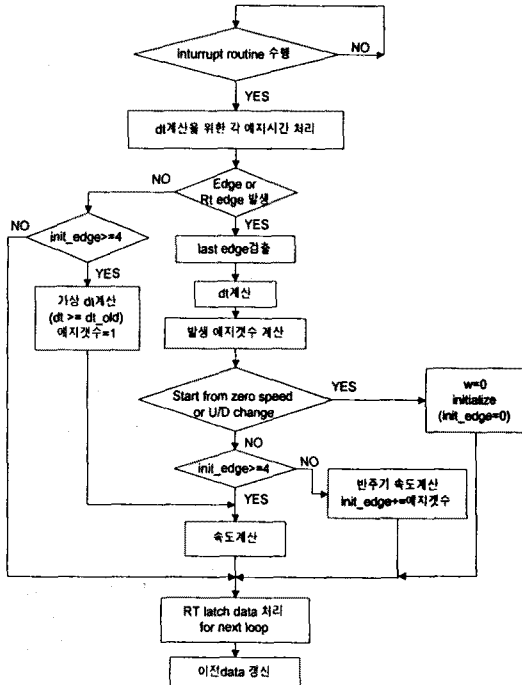 inturrupt routine 수행
NO
YES
dt계산을 위한 각 에지시간 처리
NO
Edge or
Rt edge 발생
NO
YES
init_edge>=4
last edge검출
YES
dt계산
가상 dt계산
(dt >= dt_old)
에지갯수=1
발생 에지갯수 계산
YES
Start from zero speed
or U/D change
w=0
initialize
(init_edge=0)
NO
init_edge>=4
NO
반주기 속도계산
init_edge+=에지갯수
YES
속도계산
RT latch data 처리
for next loop
이전data 갱신